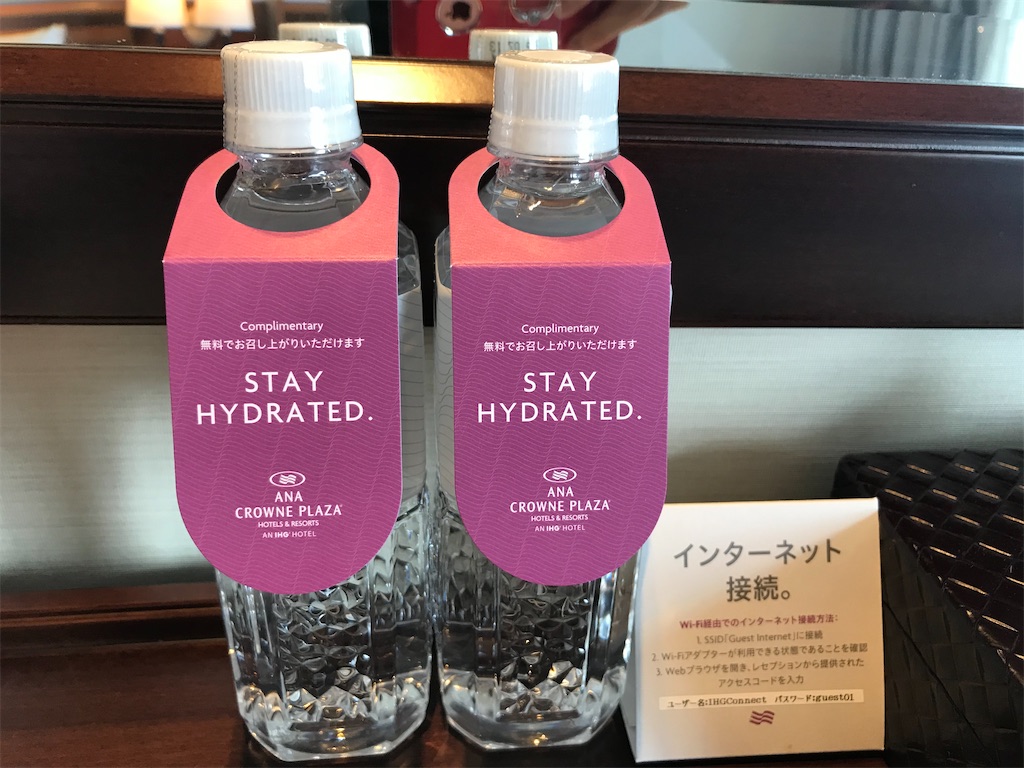 Complimentary
無料でお召し上がりいただけます
STAY
HYDRATED.
ANA
CROWNE PLAZA
HOTELS & RESORTS
AN IHG® HOTEL
Complimentary
無料でお召し上がりいただけます
STAY
HYDRATED.
ANA
CROWNE PLAZA
HOTELS & RESORTS
AN IHG® HOTEL
インターネット
接続。
Wi-Fi経由でのインターネット接続方法：
1. SSID「Guest Internet」に接続
2. Wi-Fiアダプターが利用できる状態であることを確認
3. Webブラウザを開き、レセプションから提供された
アクセスコードを入力
ユーザー名:IHGConnect パスワード:guest01